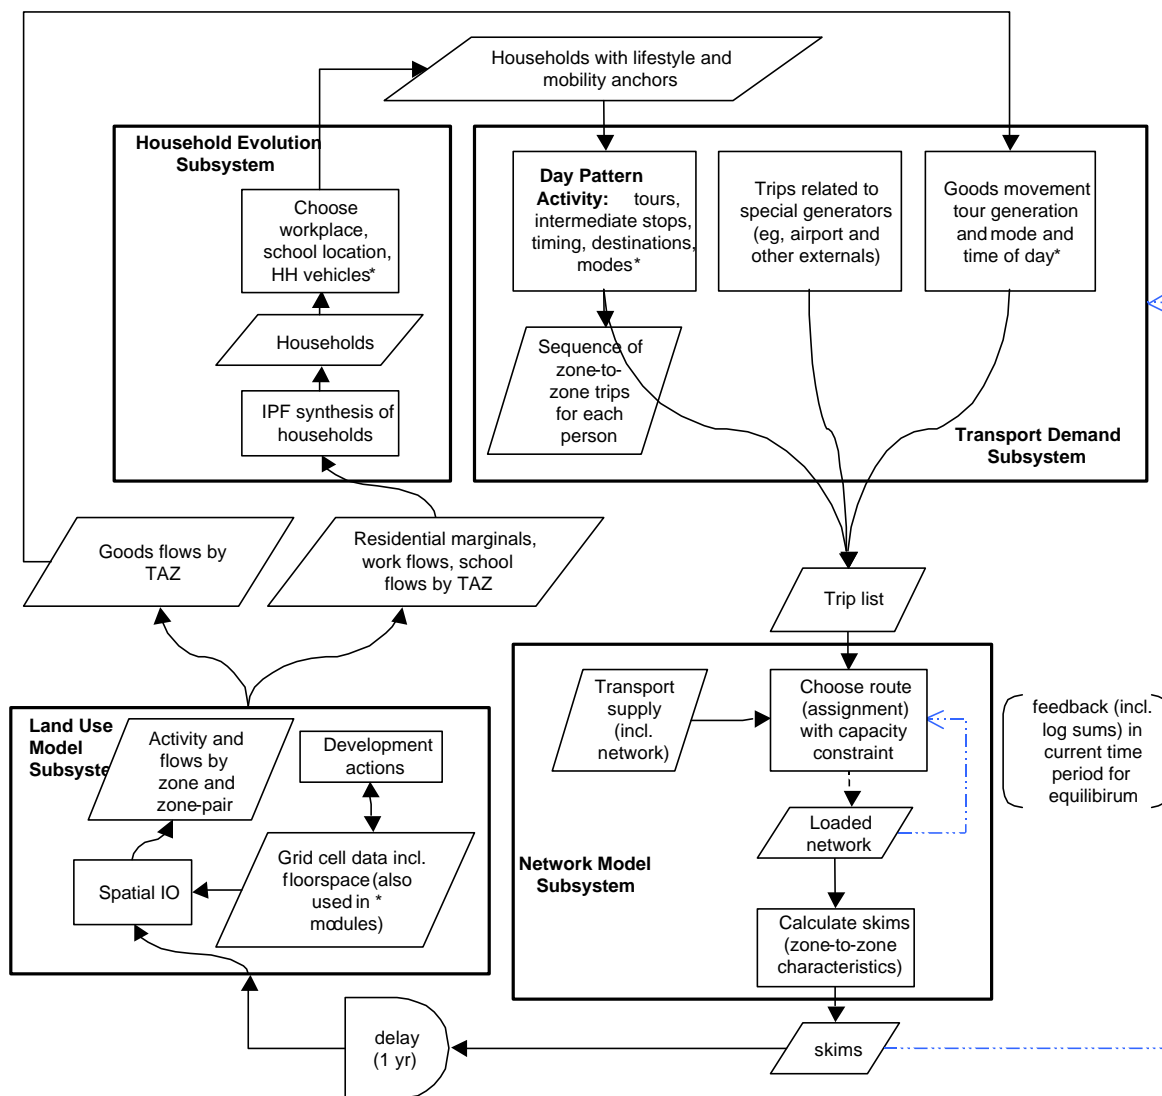 Households with lifestyle and
mobility anchors
Household Evolution
Subsystem
Choose
workplace,
school location,
HH vehicles*
Households
IPF synthesis of
households
Day Pattern
Activity: tours,
intermediate stops,
timing, destinations,
modes*
Trips related to
special generators
(eg, airport and
other externals)
Goods movement
tour generation
and mode and
time of day*
Sequence of
zone-to-
zone trips
for each
person
Transport Demand
Subsystem
Goods flows by
TAZ
Residential marginals,
work flows, school
flows by TAZ
Trip list
Land Use
Model
Subsystem
Activity and
flows by
zone and
zone-pair
Development
actions
Spatial IO
Grid cell data incl.
floorspace (also
used in *
modules)
Transport
supply
(incl.
network)
Choose route
(assignment)
with capacity
constraint
Loaded
network
Network Model
Subsystem
Calculate skims
(zone-to-zone
characteristics)
feedback (incl.
log sums) in
current time
period for
equilibirum
delay
(1 yr)
skims